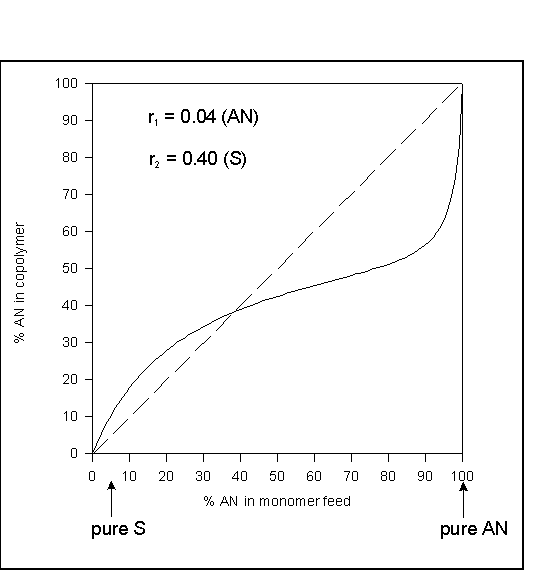 100
90
80
70
60
50
40
30
20
10
0
r₁ = 0.04 (AN)
r₂ = 0.40 (S)
% AN in copolymer
0 10 20 30 40 50 60 70 80 90 100
% AN in monomer feed
pure S
pure AN